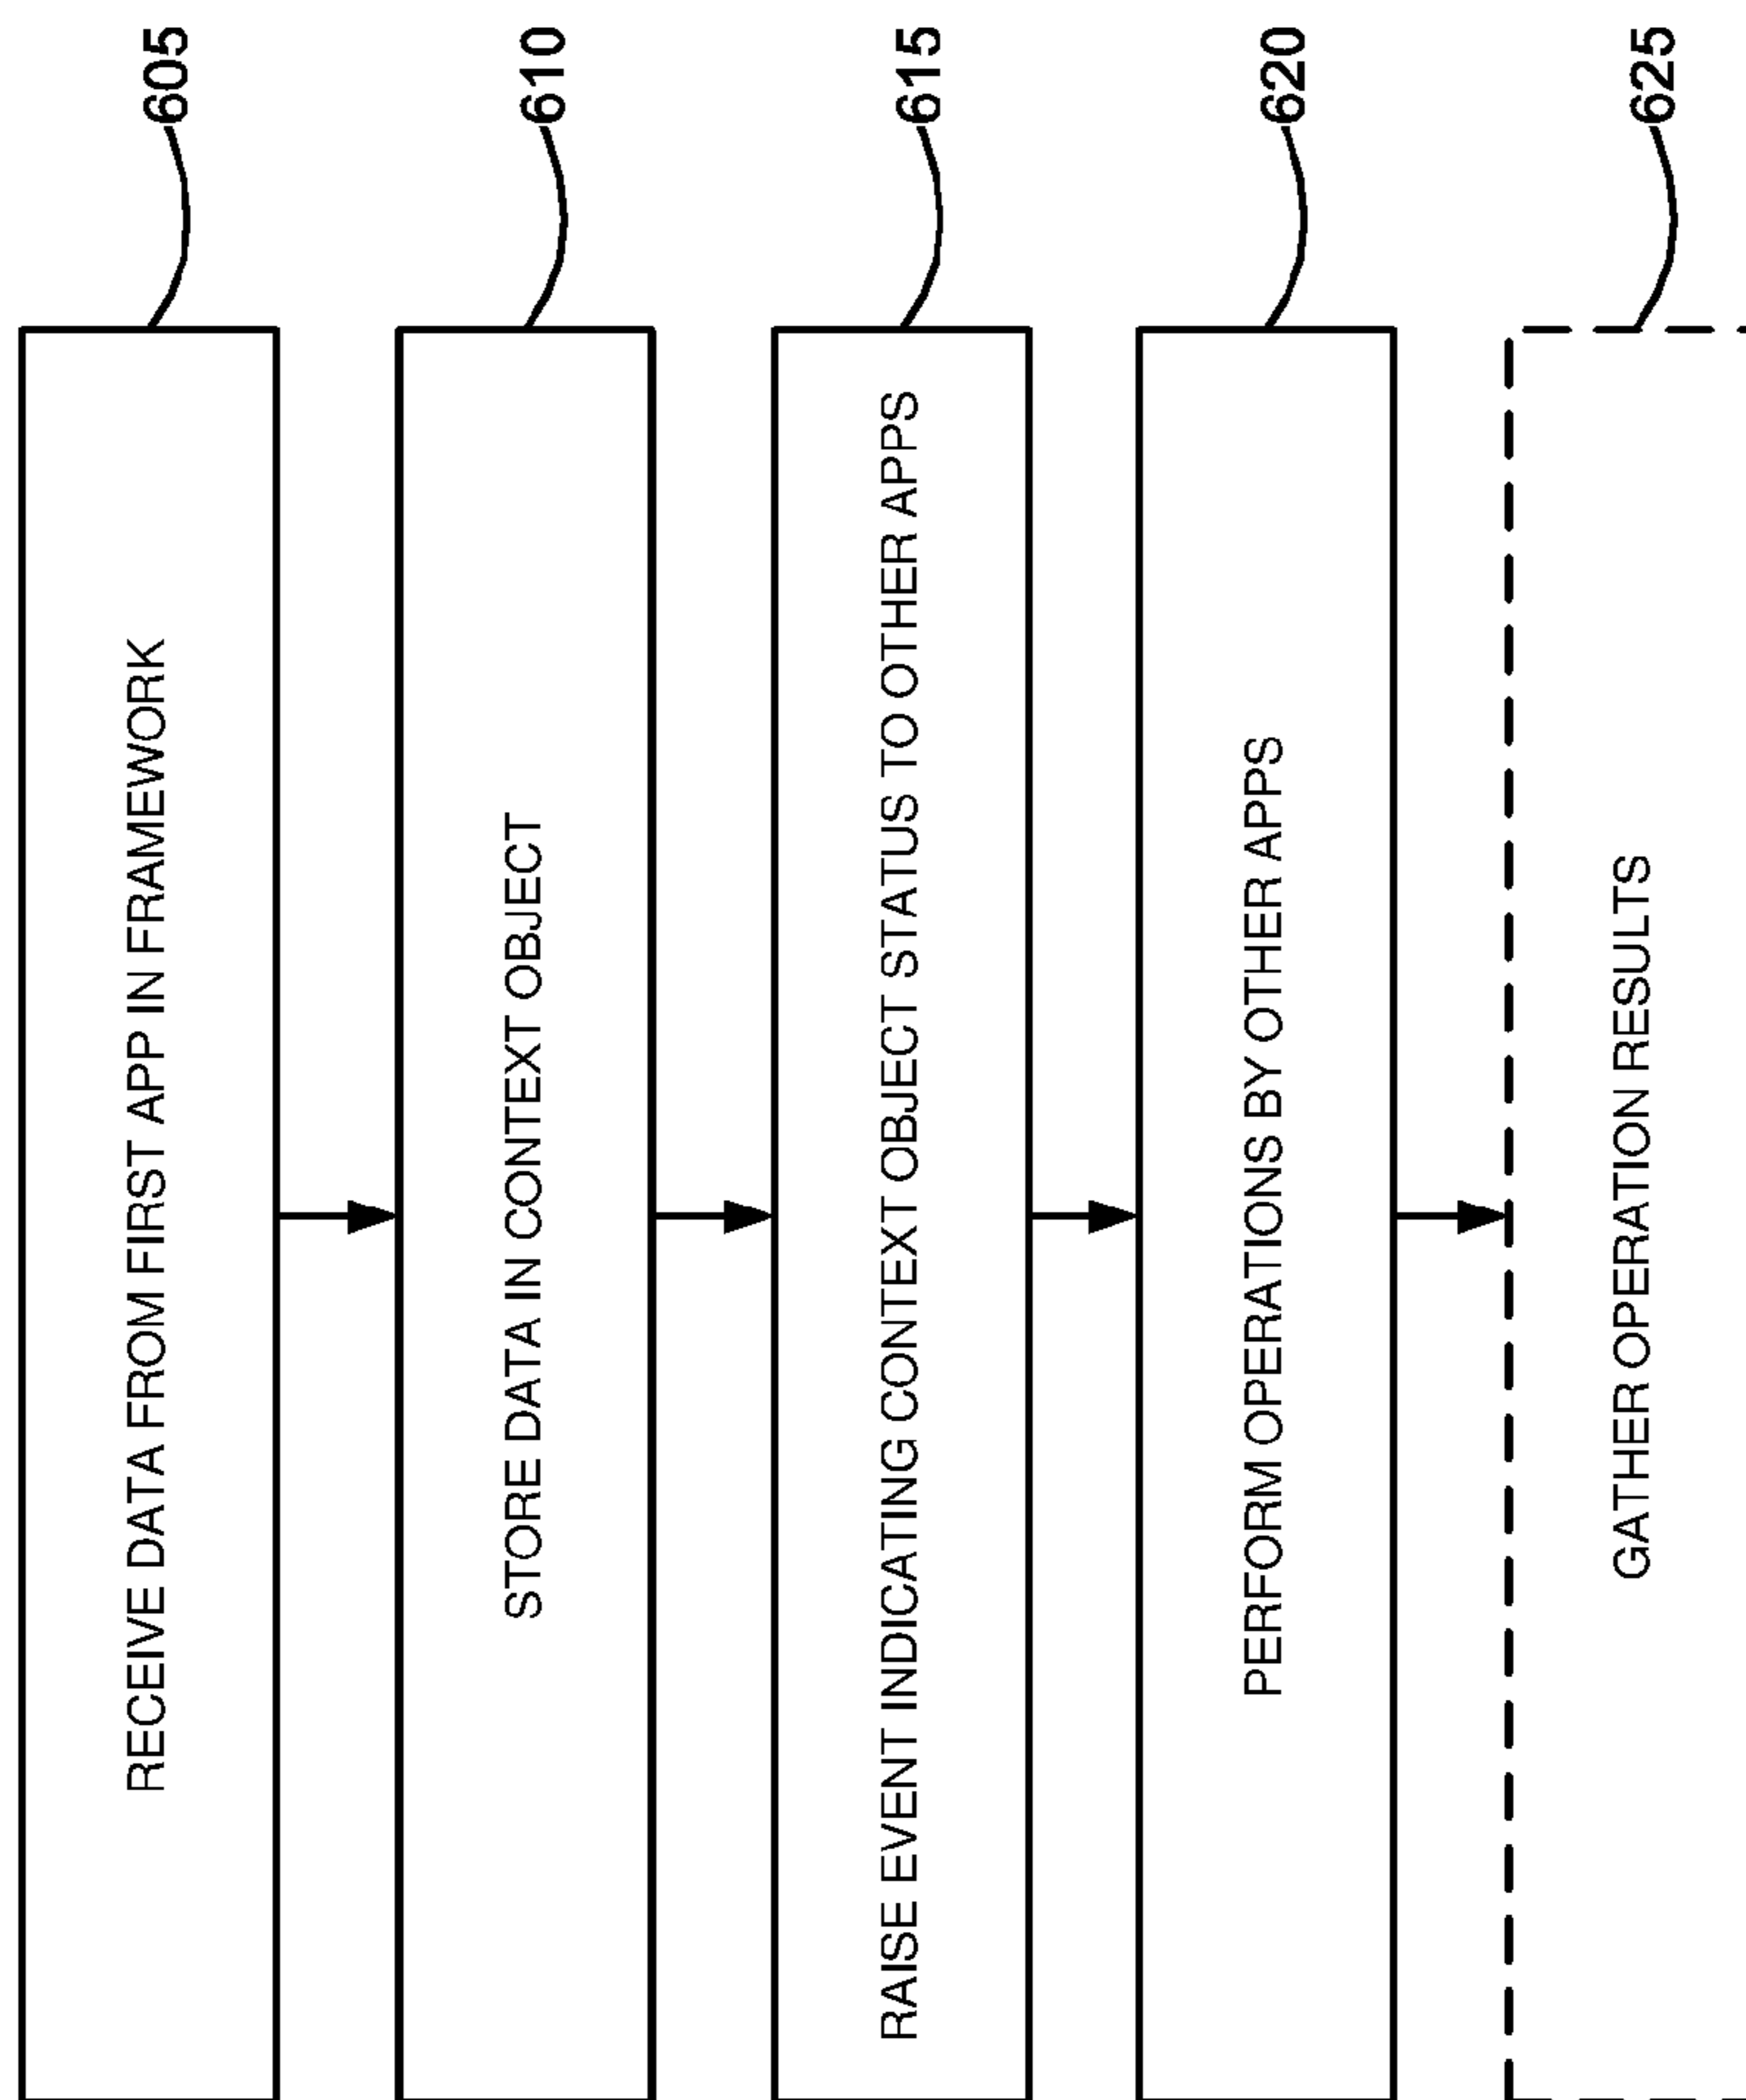 RECEIVE DATA FROM FIRST APP IN FRAMEWORK
605
STORE DATA IN CONTEXT OBJECT
610
RAISE EVENT INDICATING CONTEXT OBJECT STATUS TO OTHER APPS
615
PERFORM OPERATIONS BY OTHER APPS
620
GATHER OPERATION RESULTS
625